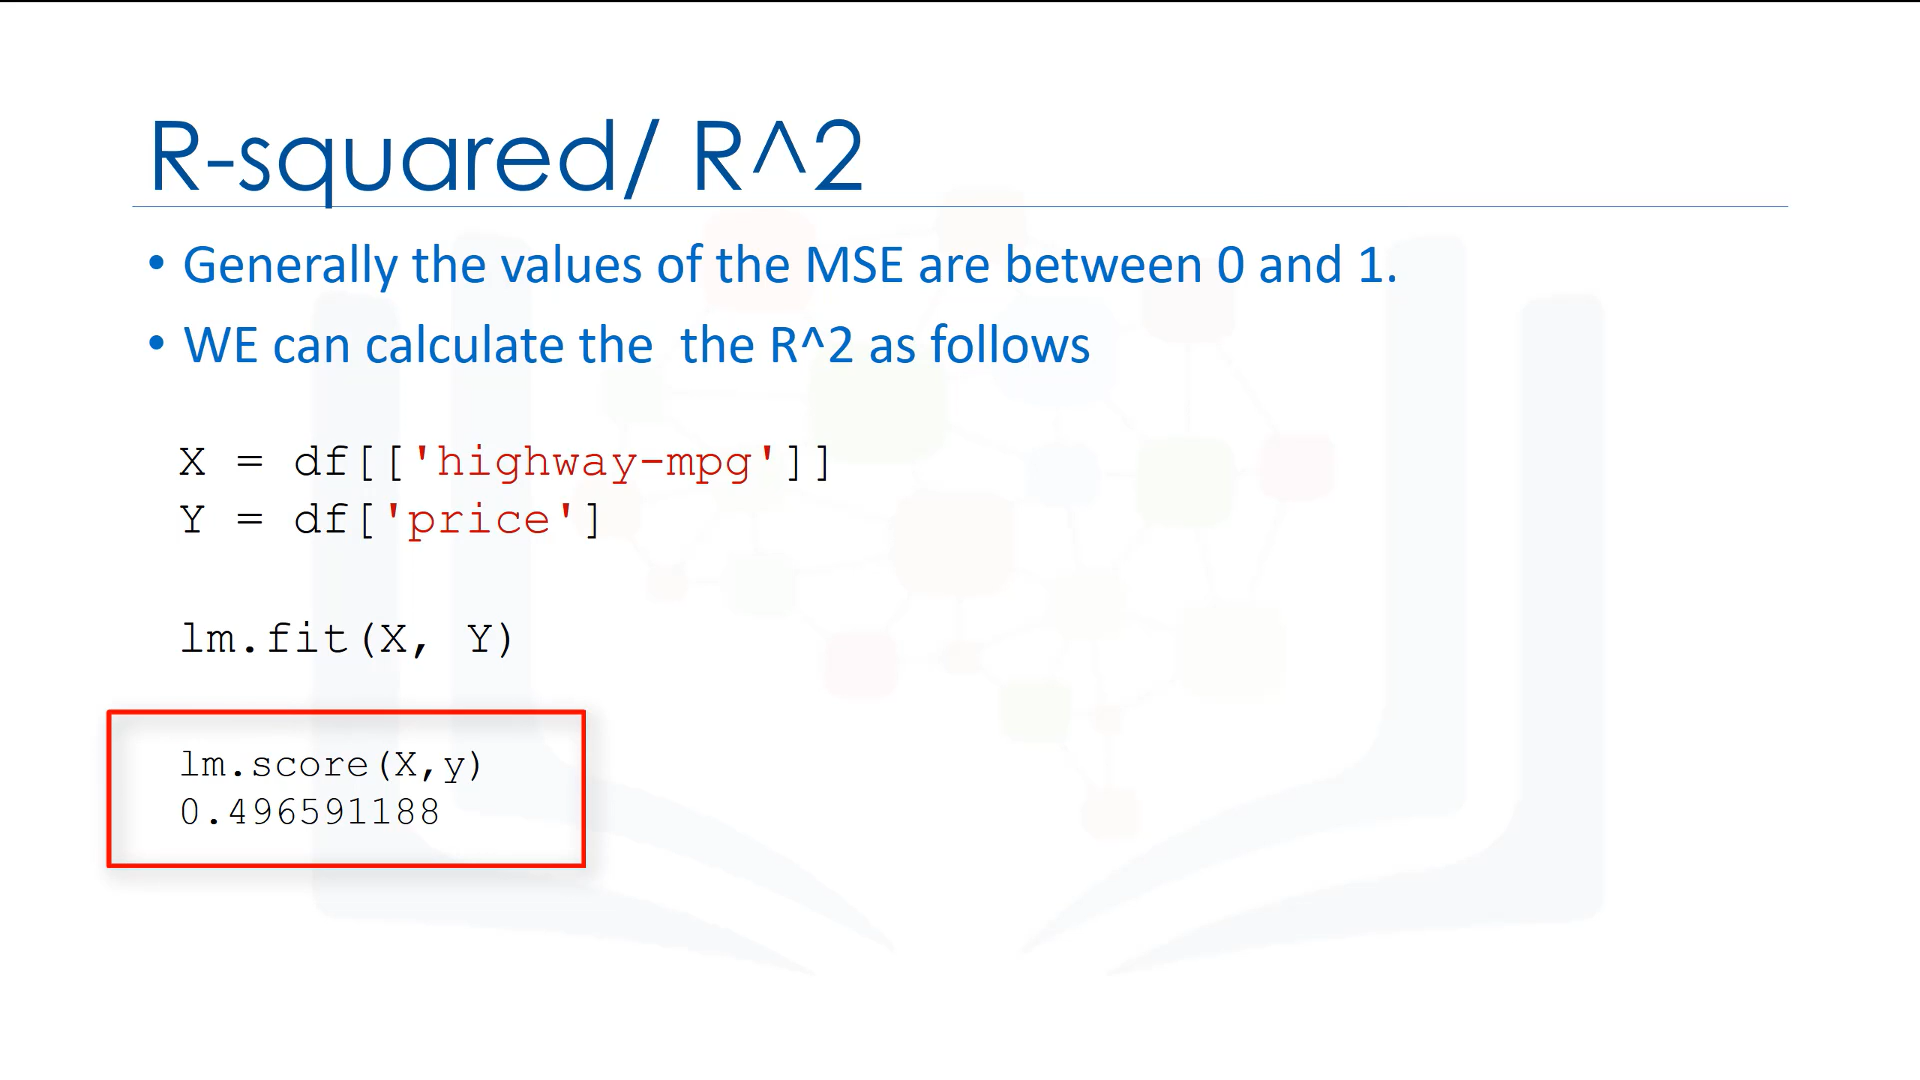 R-squared/ R^2
• Generally the values of the MSE are between 0 and 1.
• WE can calculate the  the R^2 as follows
X = df[['highway-mpg']]
Y = df['price']
lm.fit(X, Y)
lm.score(X,y)
0.496591188